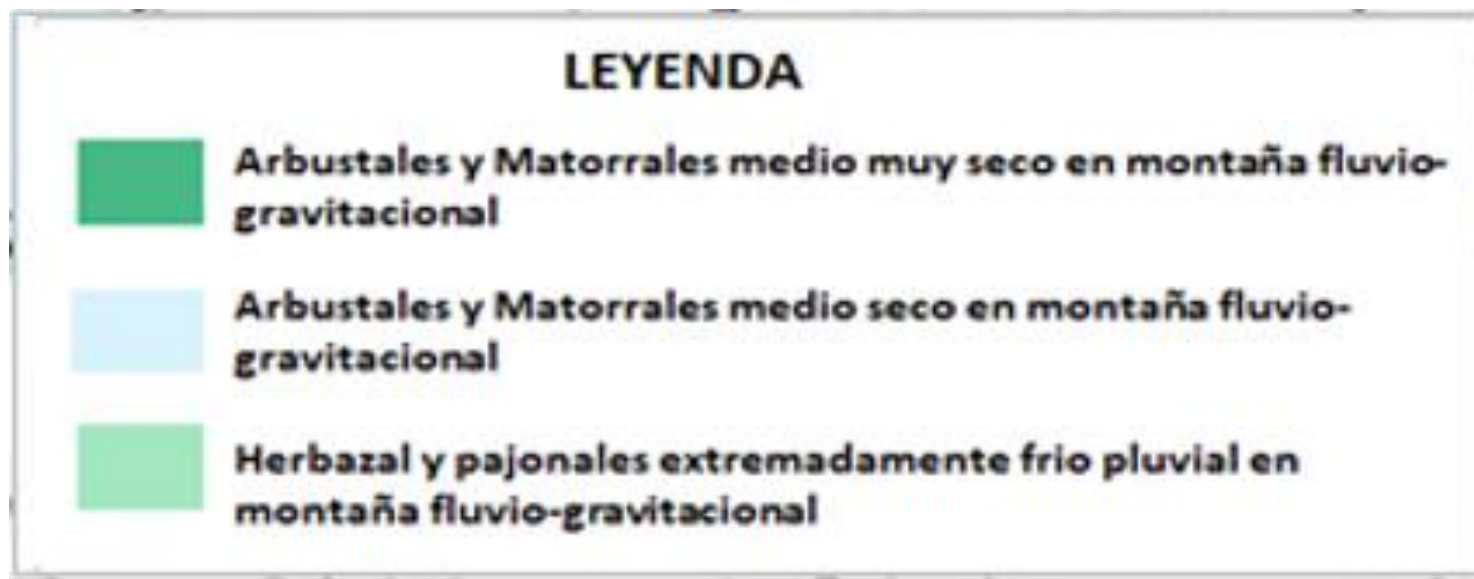 LEYENDA
Arbustales y Matorrales medio muy seco en montaña fluvio-
gravitacional
Arbustales y Matorrales medio seco en montaña fluvio-
gravitacional
Herbazal y pajonales extremadamente frio pluvial en
montaña fluvio-gravitacional